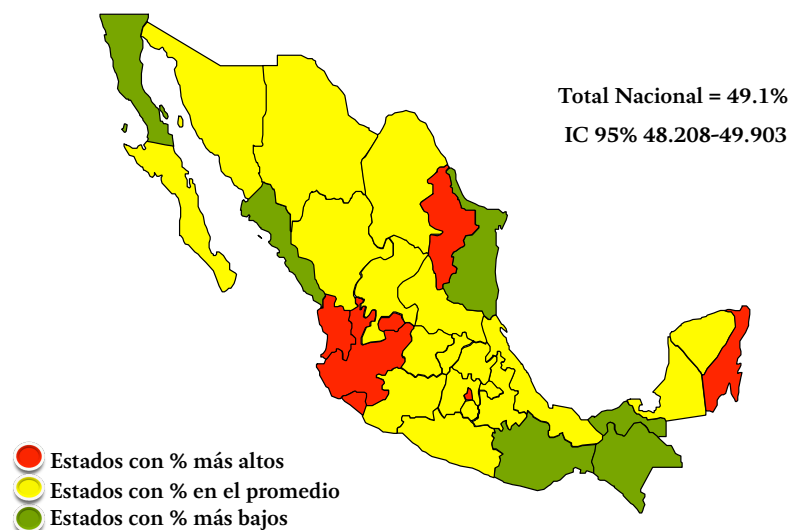 Total Nacional = 49.1%
IC 95% 48.208-49.903
Estados con % más altos
Estados con % en el promedio
Estados con % más bajos